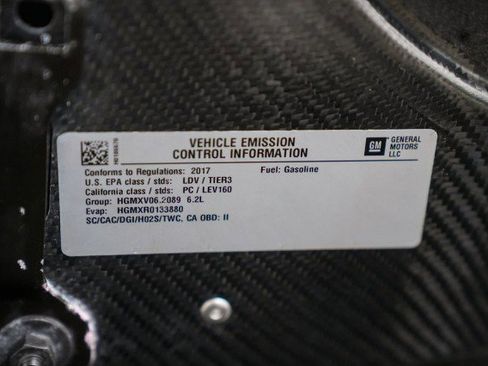 VEHICLE EMISSION
CONTROL INFORMATION
GM
GENERAL
MOTORS
LLC
Conforms to Regulations: 2017 Fuel: Gasoline
U.S. EPA class / stds: LDV / TIER3
California class / stds: PC / LEV160
Group: HGMXV06.2089 6.2L
Evap: HGMXR0133880
SC/CAC/DGI/HO2S/TWC, CA OBD: II